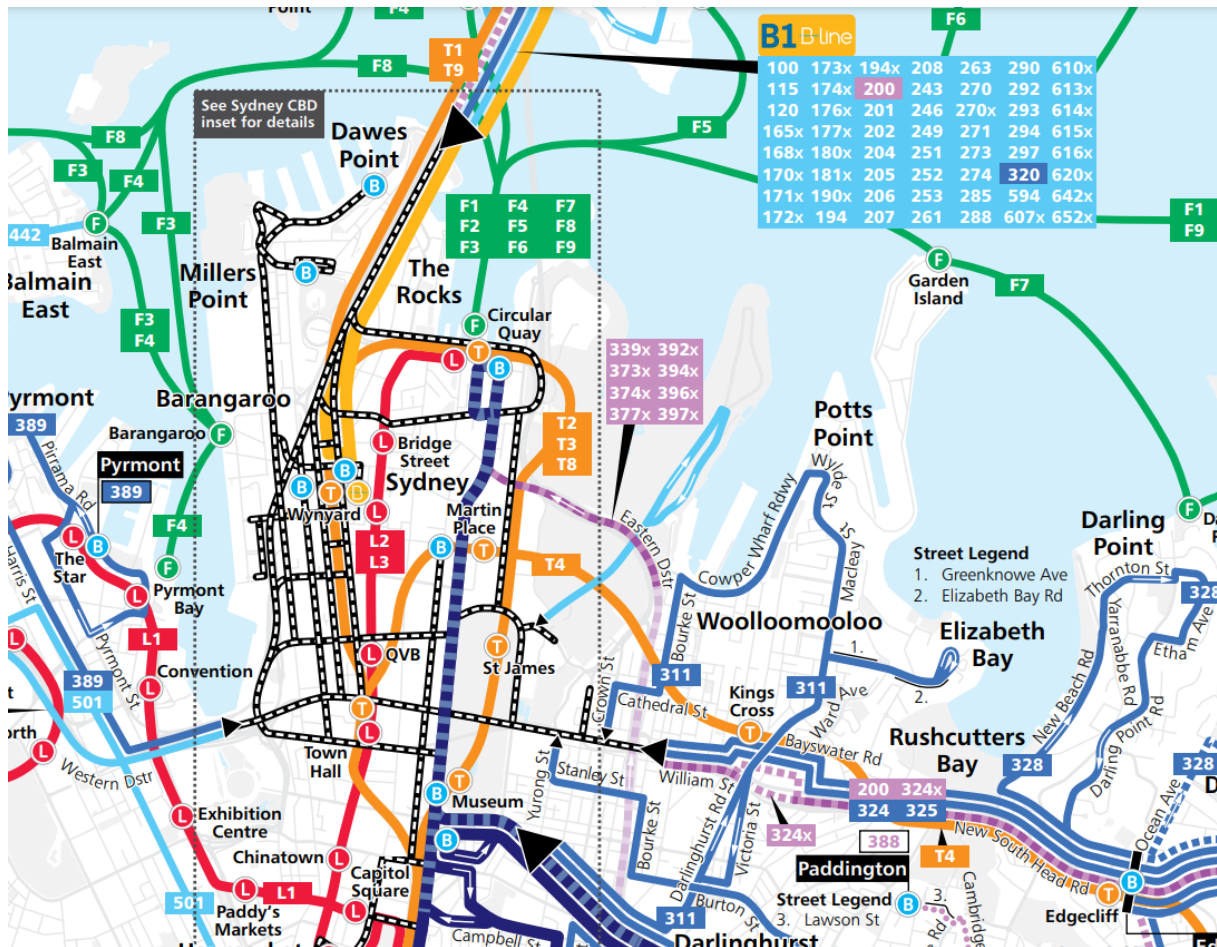 Point
F4
F6
T1
T9
F8
B1 B-line
100 173x 194x 208 263 290 610x
115 174x 200 243 270 292 613x
120 176x 201 246 270x 293 614x
165x 177x 202 249 271 294 615x
168x 180x 204 251 273 297 616x
170x 181x 205 252 274 320 620x
171x 190x 206 253 285 594 642x
172x 194 207 261 288 607x 652x
See Sydney CBD
inset for details
Dawes
Point
B
F8
F5
F3
F4
F3
F1 F4 F7
F2 F5 F8
F3 F6 F9
F1
F9
442
F
Balmain
East
Balmain
East
Millers
Point
B
The
Rocks
F
Garden
Island
F7
F3
F4
F
Circular
Quay
L
T
B
339x 392x
373x 394x
374x 396x
377x 397x
Pyrmont
389
Barangaroo
Barangaroo
F
Potts
Point
T2
T3
T8
L
Bridge
Street
Sydney
Pirrama Rd
Pyrmont
389
B
B
T
B
Wynyard
L
Martin
Place
B
T
Wylde St
F
Darling
Point
F4
Eastern Dstr
L
The
Star
B
L2
L3
T4
Cowper Wharf Rdwy
Macleay St
Street Legend
1. Greenknowe Ave
2. Elizabeth Bay Rd
Thornton St
328
Harris St
F
Pyrmont
Bay
L
Bourke St
Woolloomooloo
Elizabeth
Bay
Yarranabbe Rd
Etham Ave
L
L1
Pyrmont St
Convention
L
QVB
T
St James
1.
2.
389
501
L
311
Crown St
Cathedral St
Kings
Cross
T
311
Ward Ave
New Beach Rd
Darling Point Rd
L
T
L
Town
Hall
Bayswater Rd
Rushcutters
Bay
328
328
Western Dstr
Yurong St
Stanley St
William St
Ocean Ave
T
B
Museum
200 324x
324 325
L
Exhibition
Centre
B
Bourke St
Darlinghurst Rd
Victoria St
324x
388
T4
New South Head Rd
Chinatown
L
Capitol
Square
Paddington
B
T
Edgecliff
L
L1
L
Paddy's
Markets
501
Burton St
311
Street Legend
3. Lawson St
B
3.
Cambridge
Campbell St
Darlinghurst